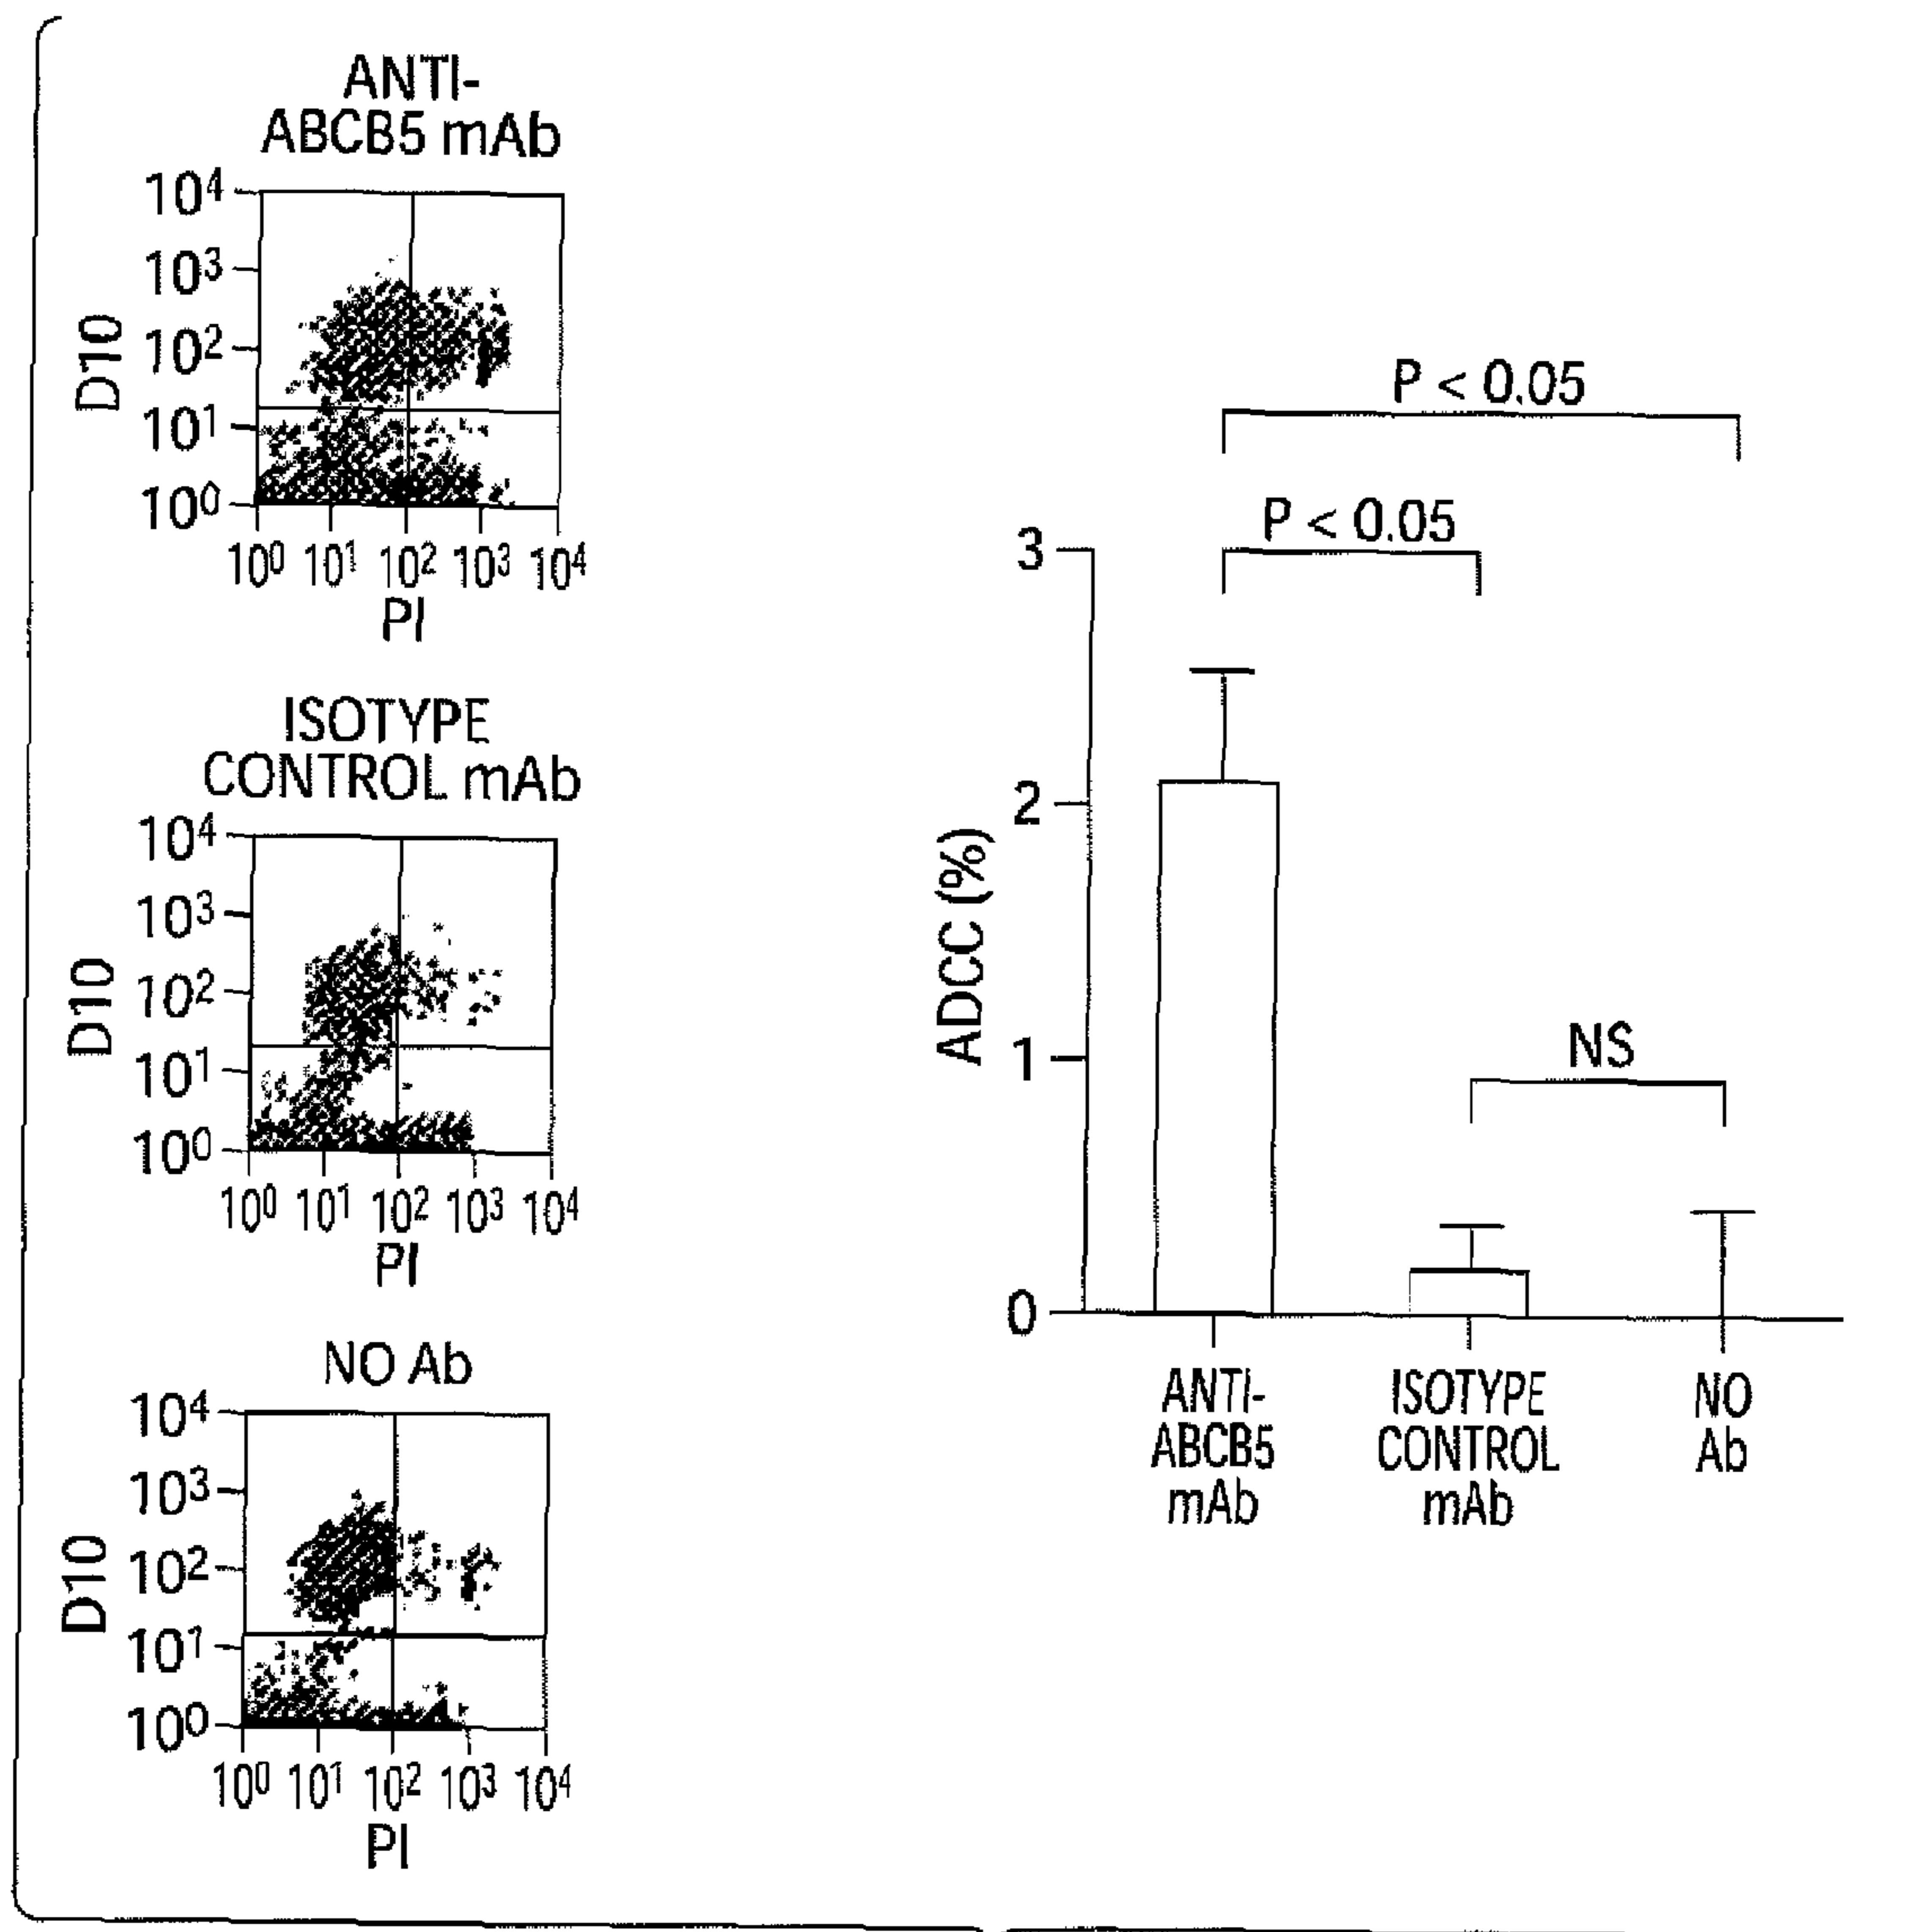 ANTI-
ABCB5 mAb
10⁴
10³
10²
10¹
10⁰
D10
10⁰ 10¹ 10² 10³ 10⁴
PI
ISOTYPE
CONTROL mAb
10⁴
10³
10²
10¹
10⁰
D10
10⁰ 10¹ 10² 10³ 10⁴
PI
NO Ab
10⁴
10³
10²
10¹
10⁰
D10
10⁰ 10¹ 10² 10³ 10⁴
PI
P < 0.05
P < 0.05
NS
3
2
1
0
ADCC (%)
ANTI-
ABCB5
mAb
ISOTYPE
CONTROL
mAb
NO
Ab